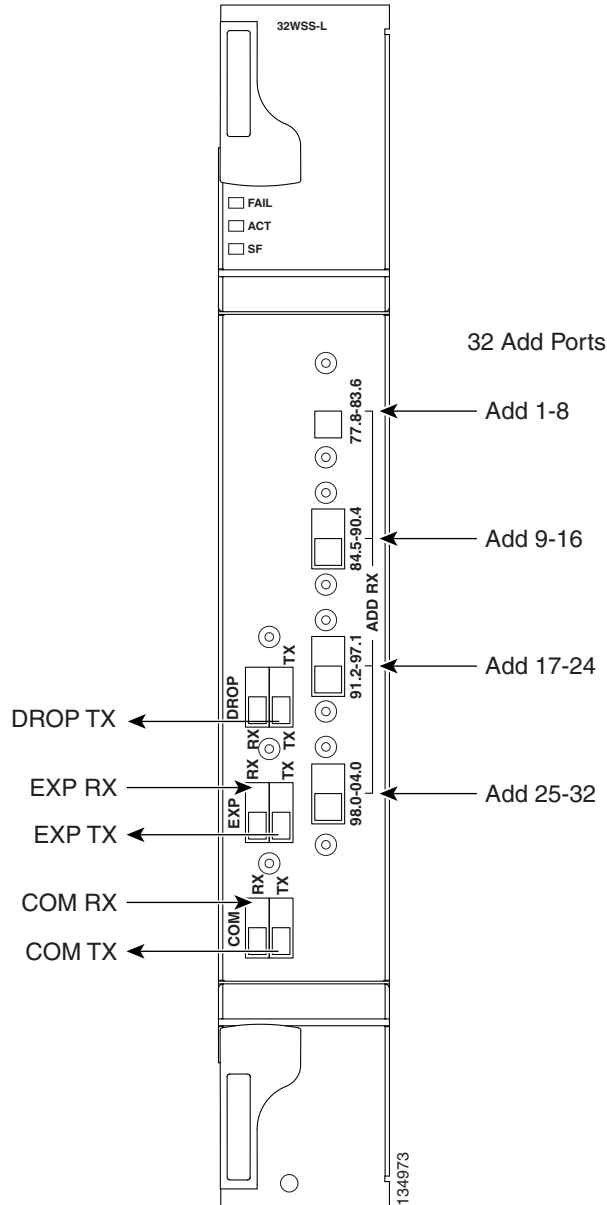 32WSS-L
FAIL
ACT
SF
32 Add Ports
77.8-83.6
Add 1-8
84.5-90.4
Add 9-16
ADD RX
91.2-97.1
Add 17-24
98.0-04.0
Add 25-32
DROP
TX
DROP TX
RX
TX
EXP
RX
TX
EXP RX
EXP TX
COM
RX
TX
COM RX
COM TX
134973